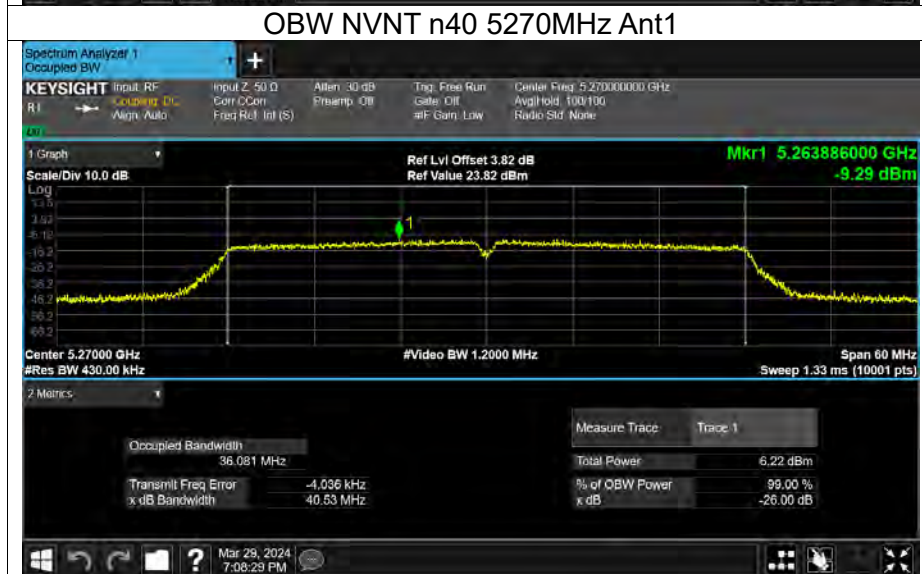 OBW NVNT n40 5270MHz Ant1
Spectrum Analyzer 1
Occupied BW
KEYSIGHT Input: RF Input Z: 50 Ω Atten: 30 dB Trig: Free Run Center Freq: 5.270000000 GHz
Coupling: DC Corr CCorr Preamp: Off Gate: Off Avg|Hold: 100/100
Align: Auto Freq Ref: Int (S) #IF Gain: Low Radio Std: None
1 Graph
Ref Lvl Offset 3.82 dB
Mkr1 5.263886000 GHz
Scale/Div 10.0 dB
Ref Value 23.82 dBm
-9.29 dBm
Log
1
Center 5.27000 GHz
#Video BW 1.2000 MHz
Span 60 MHz
#Res BW 430.00 kHz
Sweep 1.33 ms (10001 pts)
2 Metrics
Measure Trace Trace 1
Occupied Bandwidth
36.081 MHz
Total Power 6.22 dBm
Transmit Freq Error -4.036 kHz
% of OBW Power 99.00 %
x dB Bandwidth 40.53 MHz
x dB -26.00 dB
?
Mar 29, 2024
7:08:29 PM